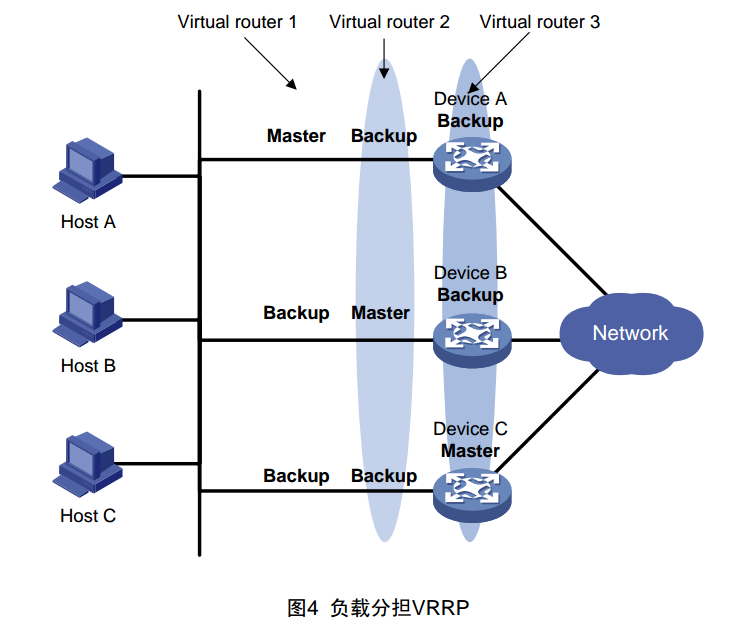 Virtual router 1
Virtual router 2
Virtual router 3
Device A
Backup
Master
Backup
Host A
Device B
Backup
Backup
Master
Network
Host B
Device C
Master
Backup
Backup
Host C
图4 负载分担VRRP